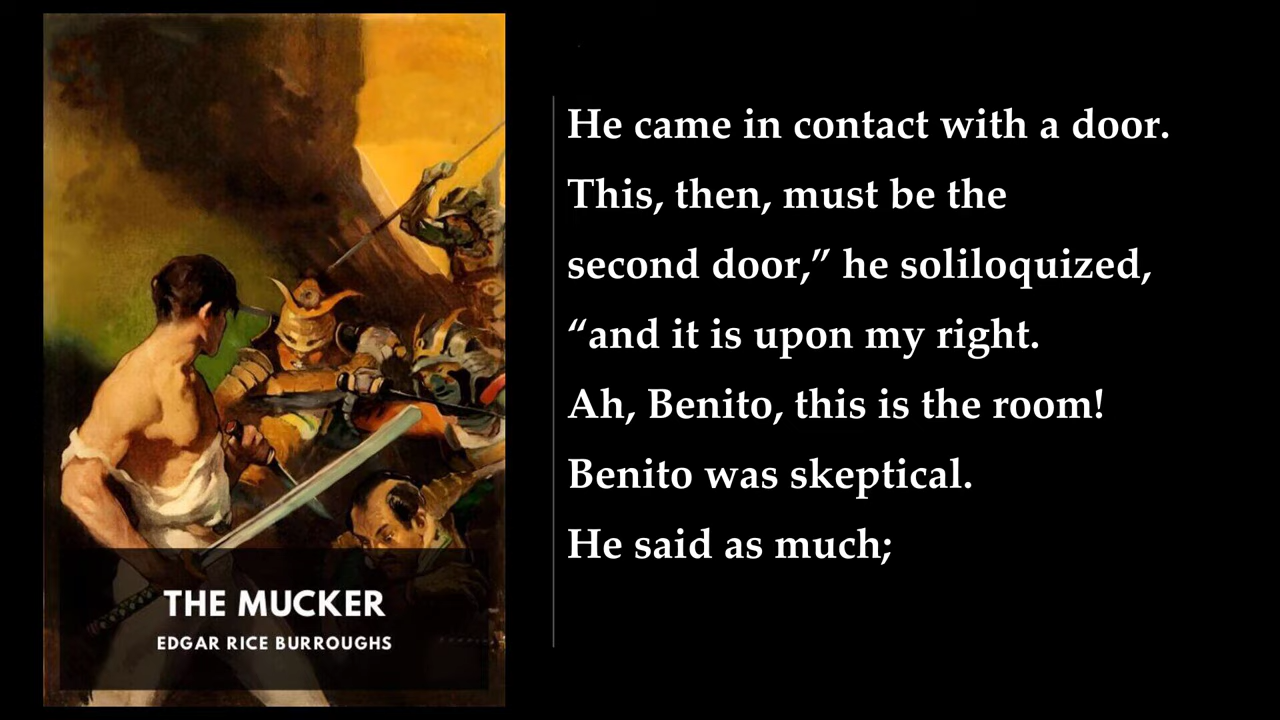 He came in contact with a door.
This, then, must be the
second door,” he soliloquized,
“and it is upon my right.
Ah, Benito, this is the room!
Benito was skeptical.
He said as much;
THE MUCKER
EDGAR RICE BURROUGHS